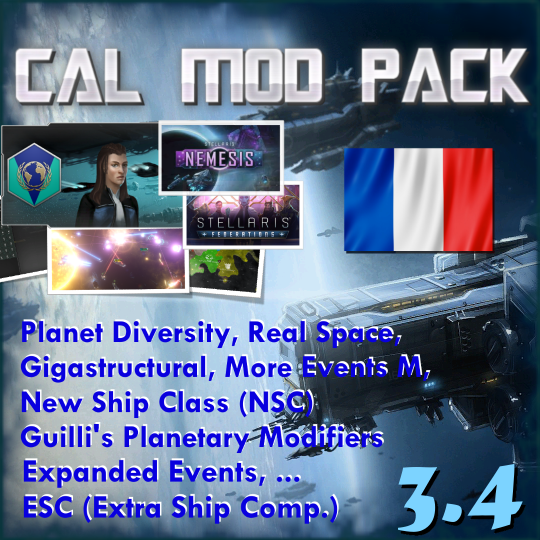 CAL MOD PACK
STELLARIS
NEMESIS
STELLARIS
FEDERATIONS
Planet Diversity, Real Space,
Gigastructural, More Events M,
New Ship Class (NSC)
Guilli's Planetary Modifiers
Expanded Events, ...
ESC (Extra Ship Comp.)
3.4